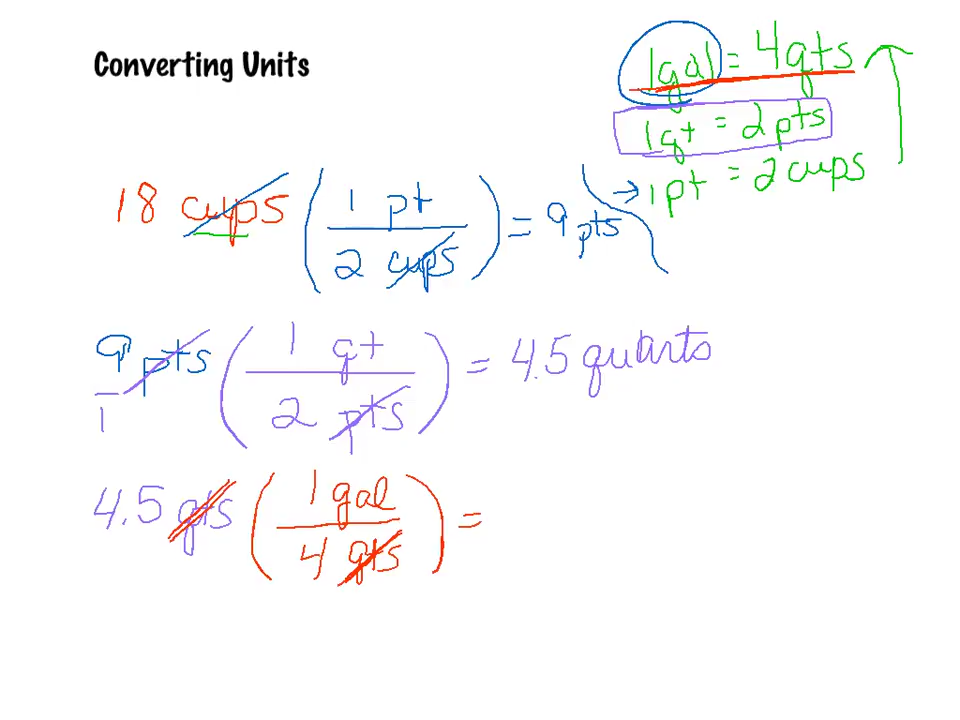 Converting Units
1gal = 4qts
1qt = 2pts
1pt = 2cups
18 cups ( 1 pt / 2 cups ) = 9 pts
9 pts / 1 ( 1 qt / 2 pts ) = 4.5 quarts
4.5 qts ( 1 gal / 4 qts ) =